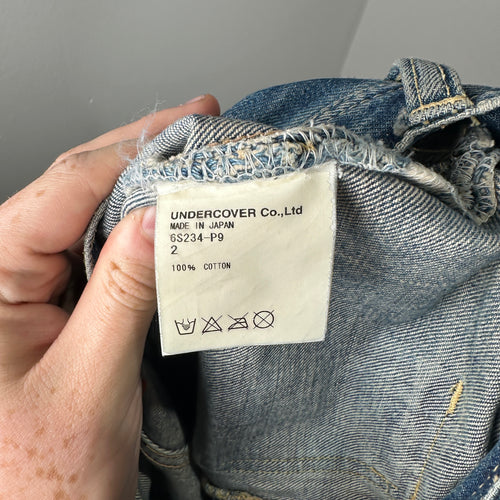 UNDERCOVER Co.,Ltd
MADE IN JAPAN
6S234-P9
2
100% COTTON